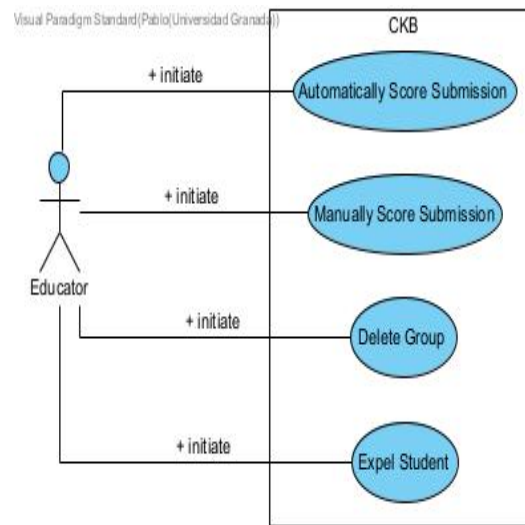 Visual Paradigm Standard(Pablo(Universidad Granada))
CKB
+ initiate
Automatically Score Submission
+ initiate
Manually Score Submission
Educator
+ initiate
Delete Group
+ initiate
Expel Student